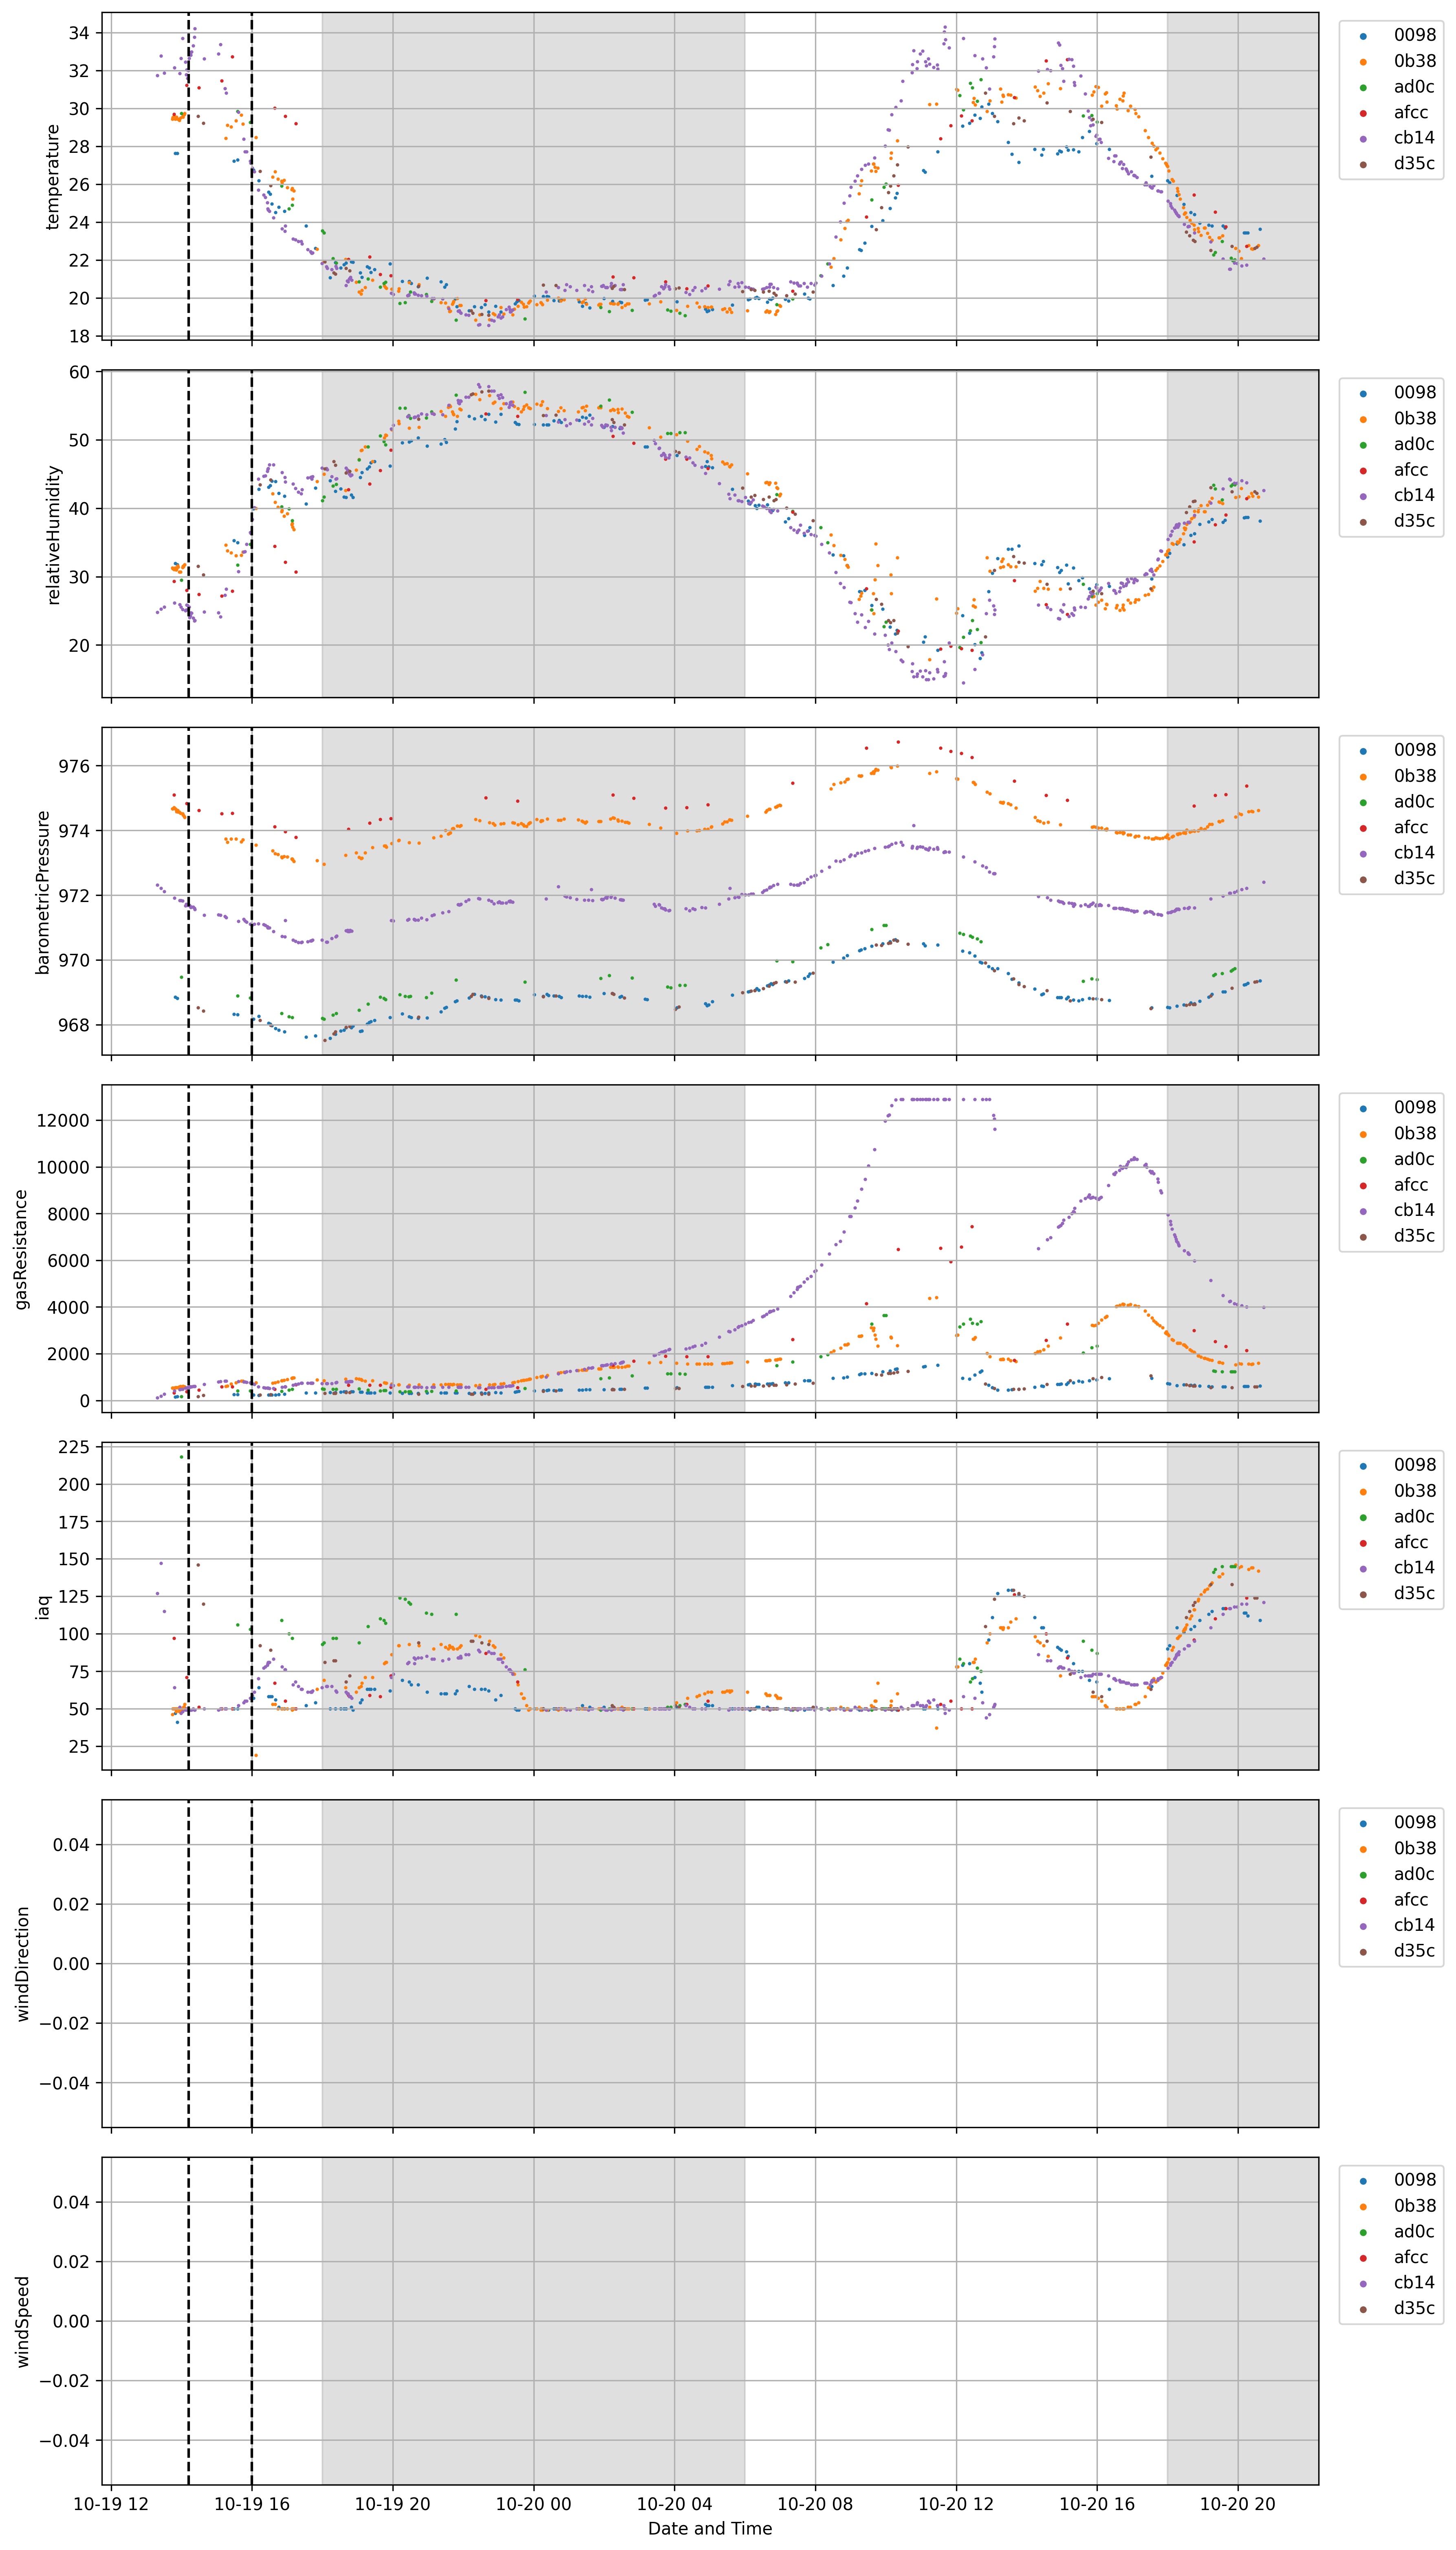 34
32
30
28
26
24
22
20
18
temperature
0098
0b38
ad0c
afcc
cb14
d35c
60
50
40
30
20
relativeHumidity
0098
0b38
ad0c
afcc
cb14
d35c
976
974
972
970
968
barometricPressure
0098
0b38
ad0c
afcc
cb14
d35c
12000
10000
8000
6000
4000
2000
0
gasResistance
0098
0b38
ad0c
afcc
cb14
d35c
225
200
175
150
125
100
75
50
25
iaq
0098
0b38
ad0c
afcc
cb14
d35c
0.04
0.02
0.00
−0.02
−0.04
windDirection
0098
0b38
ad0c
afcc
cb14
d35c
0.04
0.02
0.00
−0.02
−0.04
windSpeed
0098
0b38
ad0c
afcc
cb14
d35c
10-19 12 10-19 16 10-19 20 10-20 00 10-20 04 10-20 08 10-20 12 10-20 16 10-20 20
Date and Time